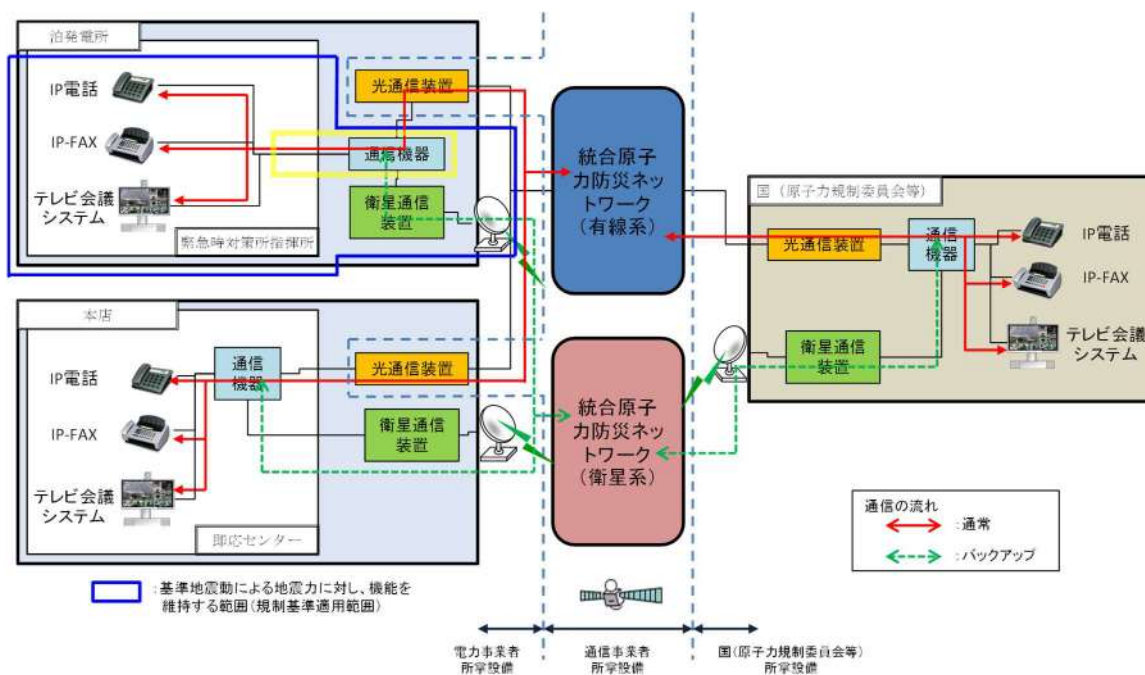 泊発電所
IP電話
IP-FAX
テレビ会議
システム
緊急時対策所指揮所
光通信装置
通信機器
衛星通信
装置
本店
IP電話
IP-FAX
テレビ会議
システム
即応センター
通信
機器
光通信装置
衛星通信
装置
統合原子
力防災ネッ
トワーク
(有線系)
統合原子
力防災ネッ
トワーク
(衛星系)
国(原子力規制委員会等)
光通信装置
通信
機器
衛星通信
装置
IP電話
IP-FAX
テレビ会議
システム
通信の流れ
:通常
:バックアップ
:基準地震動による地震力に対し、機能を
維持する範囲(規制基準適用範囲)
電力事業者
所掌設備
通信事業者
所掌設備
国(原子力規制委員会等)
所掌設備